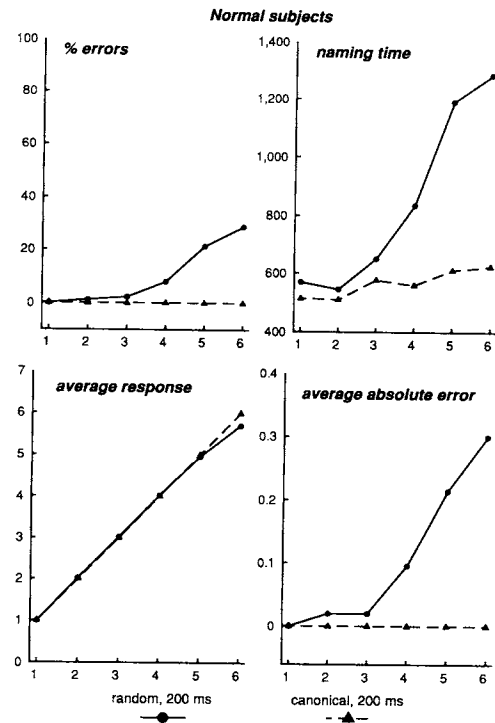 Normal subjects
% errors
100
80
60
40
20
0
1 2 3 4 5 6
naming time
1,400
1,200
1,000
800
600
400
1 2 3 4 5 6
average response
7
6
5
4
3
2
1
0
1 2 3 4 5 6
average absolute error
0.4
0.3
0.2
0.1
0
1 2 3 4 5 6
random, 200 ms
canonical, 200 ms